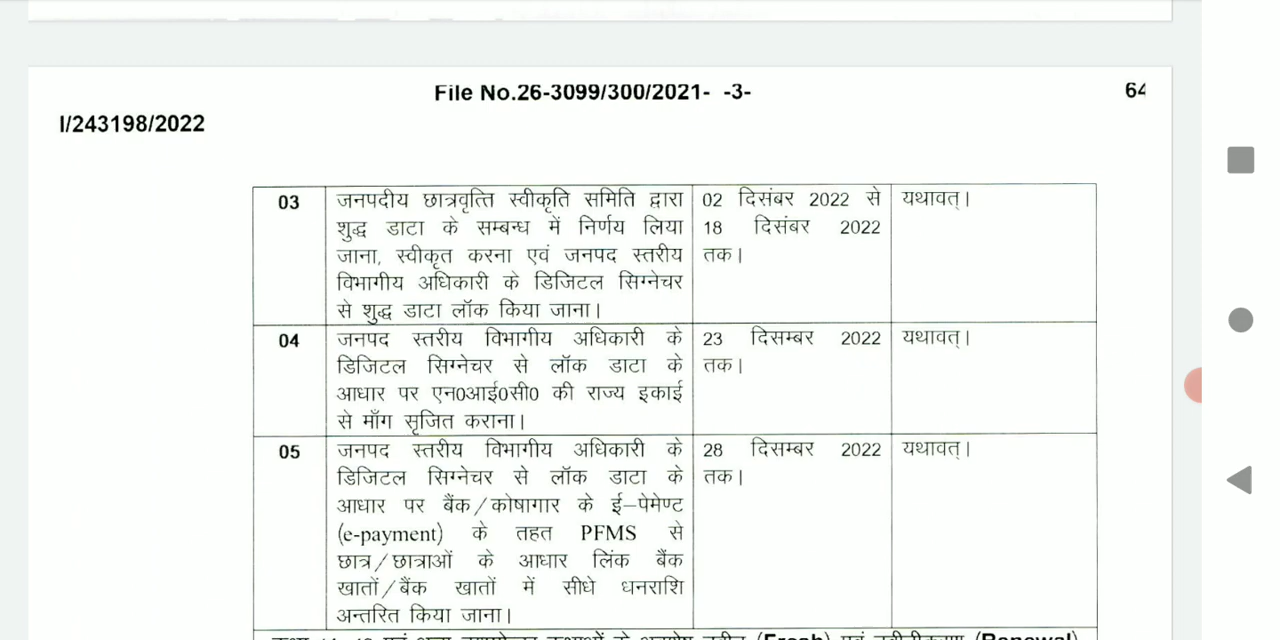 File No.26-3099/300/2021- -3-
64
I/243198/2022
03 जनपदीय छात्रवृत्ति स्वीकृति समिति द्वारा 02 दिसंबर 2022 से यथावत्।
शुद्ध डाटा के सम्बन्ध में निर्णय लिया 18 दिसंबर 2022
जाना, स्वीकृत करना एवं जनपद स्तरीय तक।
विभागीय अधिकारी के डिजिटल सिग्नेचर
से शुद्ध डाटा लॉक किया जाना।
04 जनपद स्तरीय विभागीय अधिकारी के 23 दिसम्बर 2022 यथावत्।
डिजिटल सिग्नेचर से लॉक डाटा के तक।
आधार पर एन0आई0सी0 की राज्य इकाई
से माँग सृजित कराना।
05 जनपद स्तरीय विभागीय अधिकारी के 28 दिसम्बर 2022 यथावत्।
डिजिटल सिग्नेचर से लॉक डाटा के तक।
आधार पर बैंक/कोषागार के ई–पेमेण्ट
(e-payment) के तहत PFMS से
छात्र/छात्राओं के आधार लिंक बैंक
खातों/बैंक खातों में सीधे धनराशि
अन्तरित किया जाना।
(Fresh) एवं (Renewal)